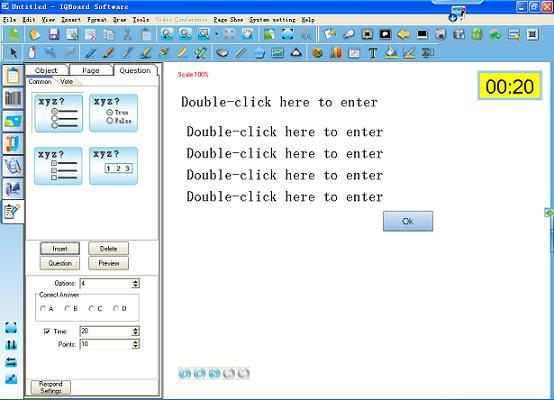 Untitled - IQBoard Software
File Edit View Insert Format Draw Tools Video Conference Page Show System setting Help
Object Page Question
Common Vote
xyz?
xyz?
True
False
xyz?
xyz?
1 2 3
Insert Delete
Question Preview
Options: 4
Correct Answer
A B C D
Time: 20
Points: 10
Respond Settings
Scale:100%
00:20
Double-click here to enter
Double-click here to enter
Double-click here to enter
Double-click here to enter
Double-click here to enter
Ok